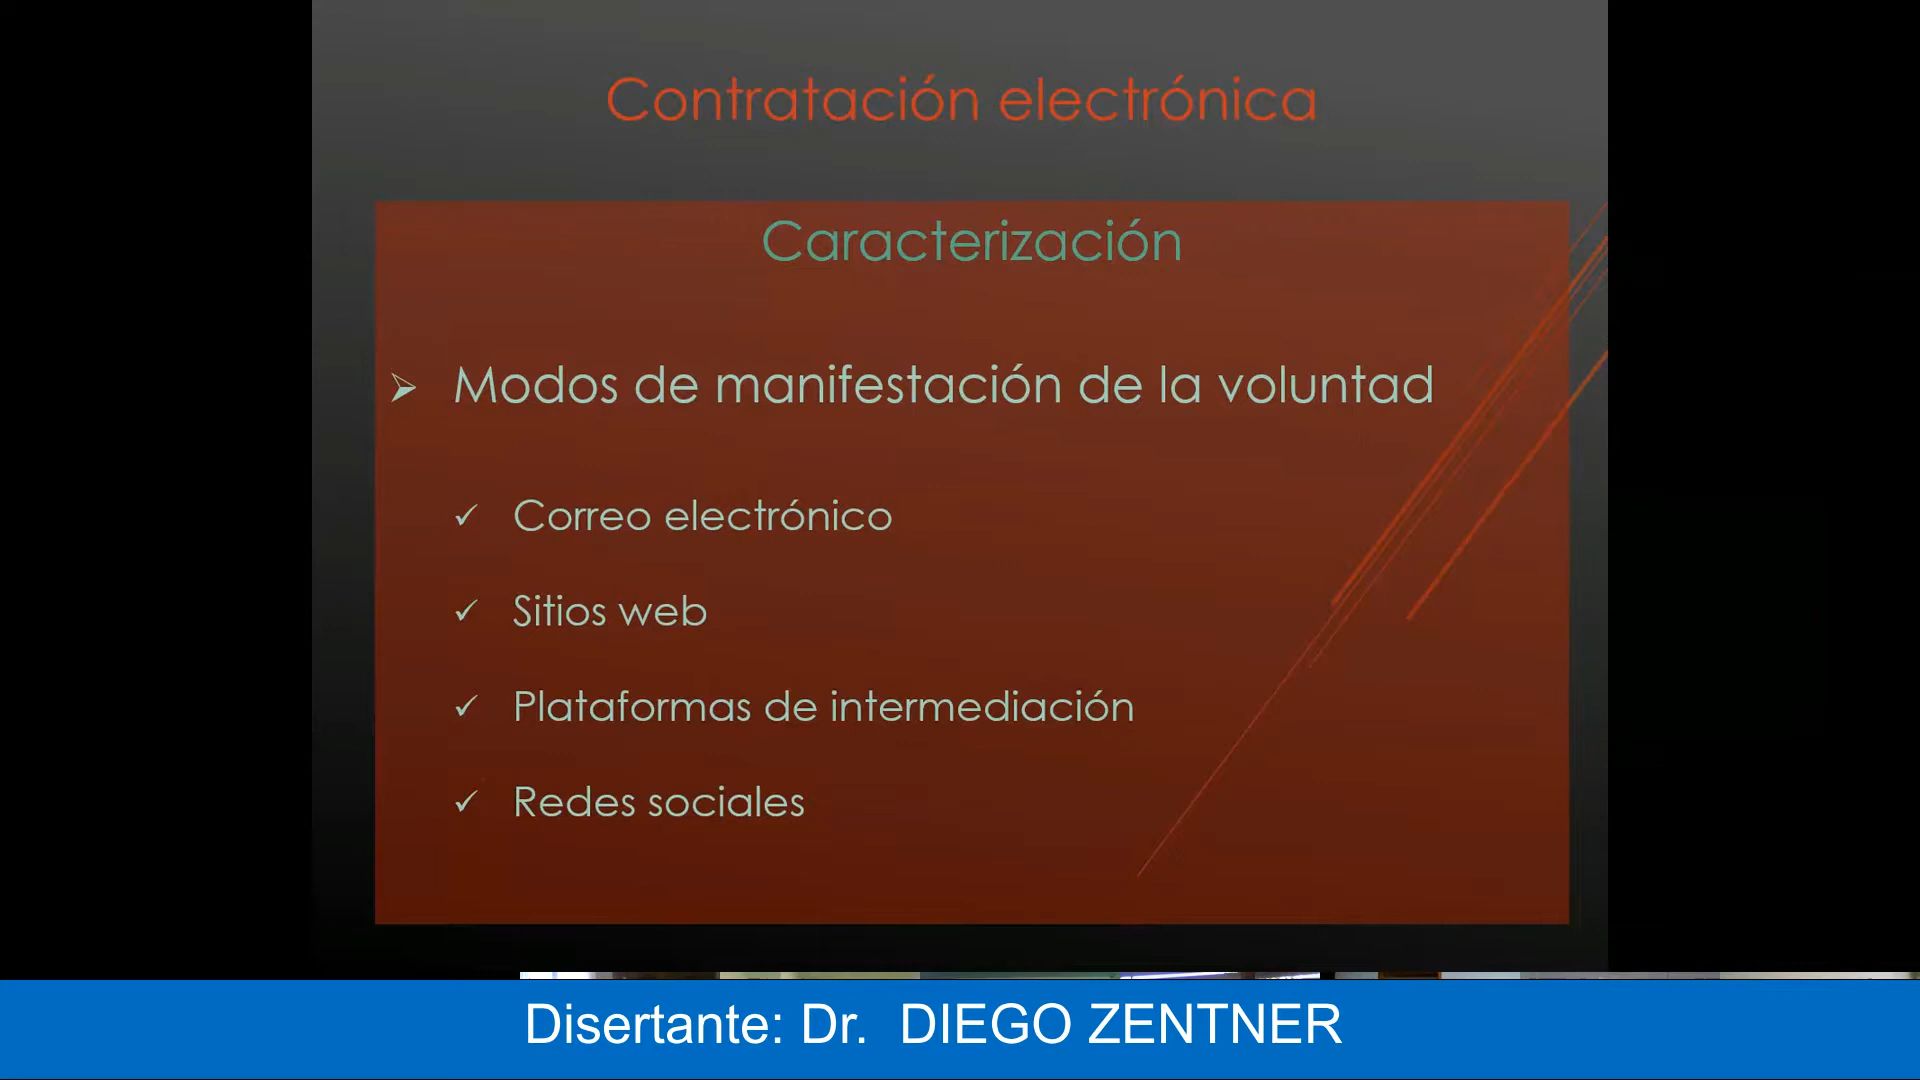 Contratación electrónica
Caracterización
Modos de manifestación de la voluntad
Correo electrónico
Sitios web
Plataformas de intermediación
Redes sociales
Disertante: Dr. DIEGO ZENTNER